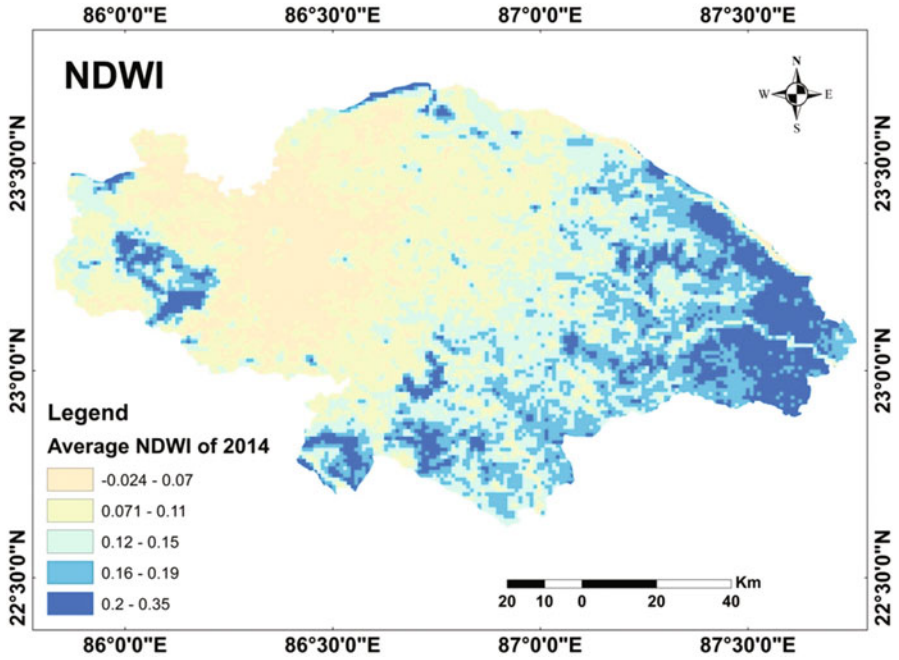 86°0'0"E 86°30'0"E 87°0'0"E 87°30'0"E
NDWI
N
W E
S
23°30'0"N 23°30'0"N
23°0'0"N 23°0'0"N
22°30'0"N 22°30'0"N
Legend
Average NDWI of 2014
-0.024 - 0.07
0.071 - 0.11
0.12 - 0.15
0.16 - 0.19
0.2 - 0.35
Km
20 10 0 20 40
86°0'0"E 86°30'0"E 87°0'0"E 87°30'0"E